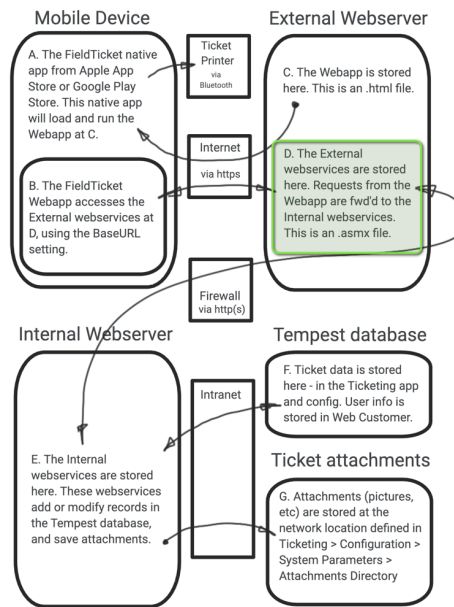 Mobile Device
A. The FieldTicket native
app from Apple App
Store or Google Play
Store. This native app
will load and run the
Webapp at C.
B. The FieldTicket
Webapp accesses the
External webservices at
D, using the BaseURL
setting.
Ticket
Printer
via
Bluetooth
Internet
via https
Firewall
via http(s)
External Webserver
C. The Webapp is stored
here. This is an .html file.
D. The External
webservices are stored
here. Requests from the
Webapp are fwd'd to the
Internal webservices.
This is an .asmx file.
Internal Webserver
E. The Internal
webservices are stored
here. These webservices
add or modify records in
the Tempest database,
and save attachments.
Intranet
Tempest database
F. Ticket data is stored
here - in the Ticketing app
and config. User info is
stored in Web Customer.
Ticket attachments
G. Attachments (pictures,
etc) are stored at the
network location defined in
Ticketing > Configuration >
System Parameters >
Attachments Directory